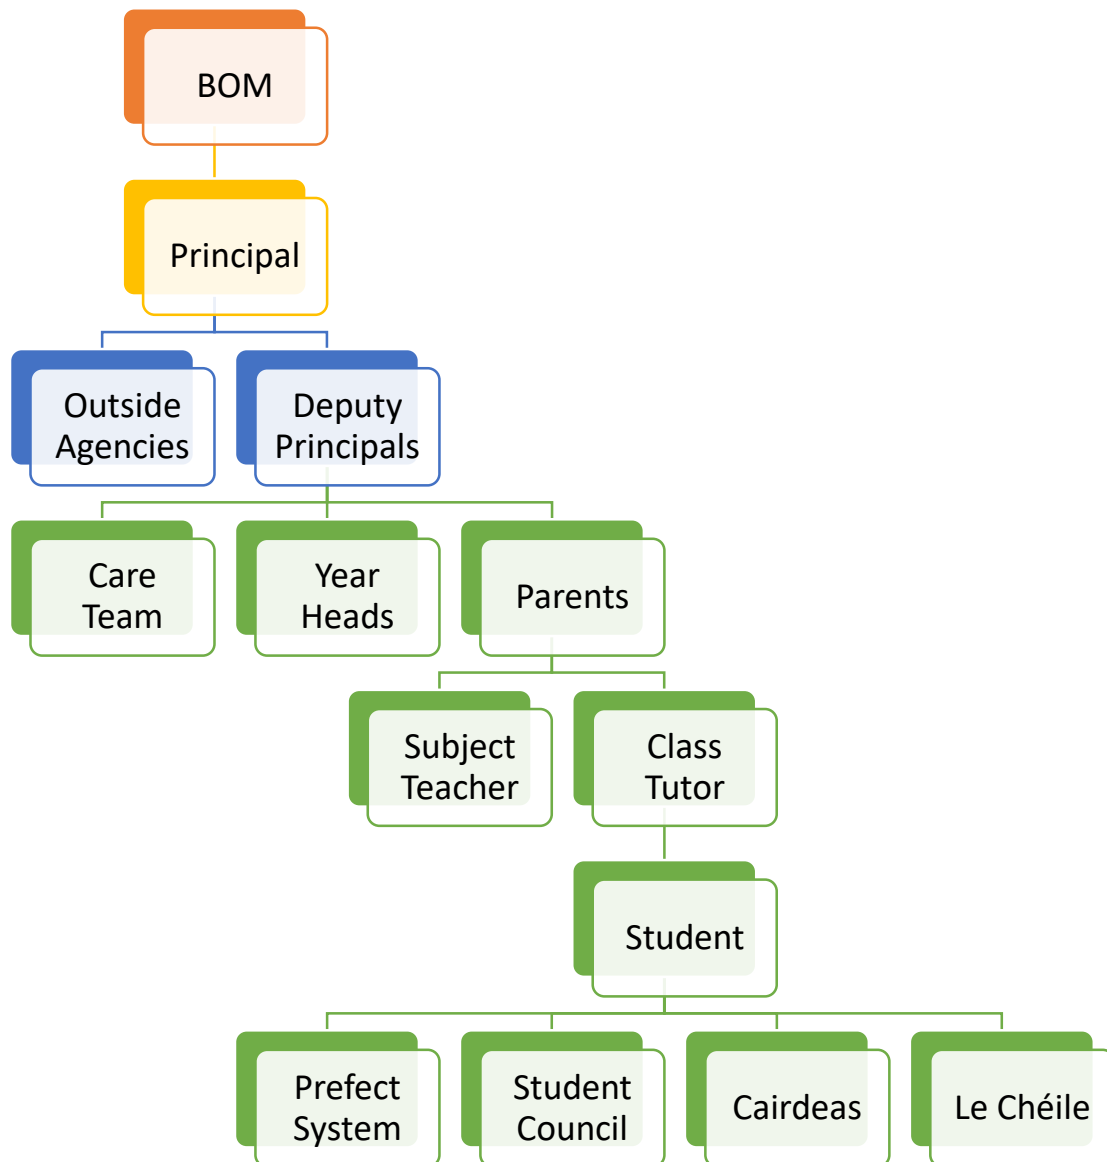 BOM
Principal
Outside
Agencies
Deputy
Principals
Care
Team
Year
Heads
Parents
Subject
Teacher
Class
Tutor
Student
Prefect
System
Student
Council
Cairdeas
Le Chéile